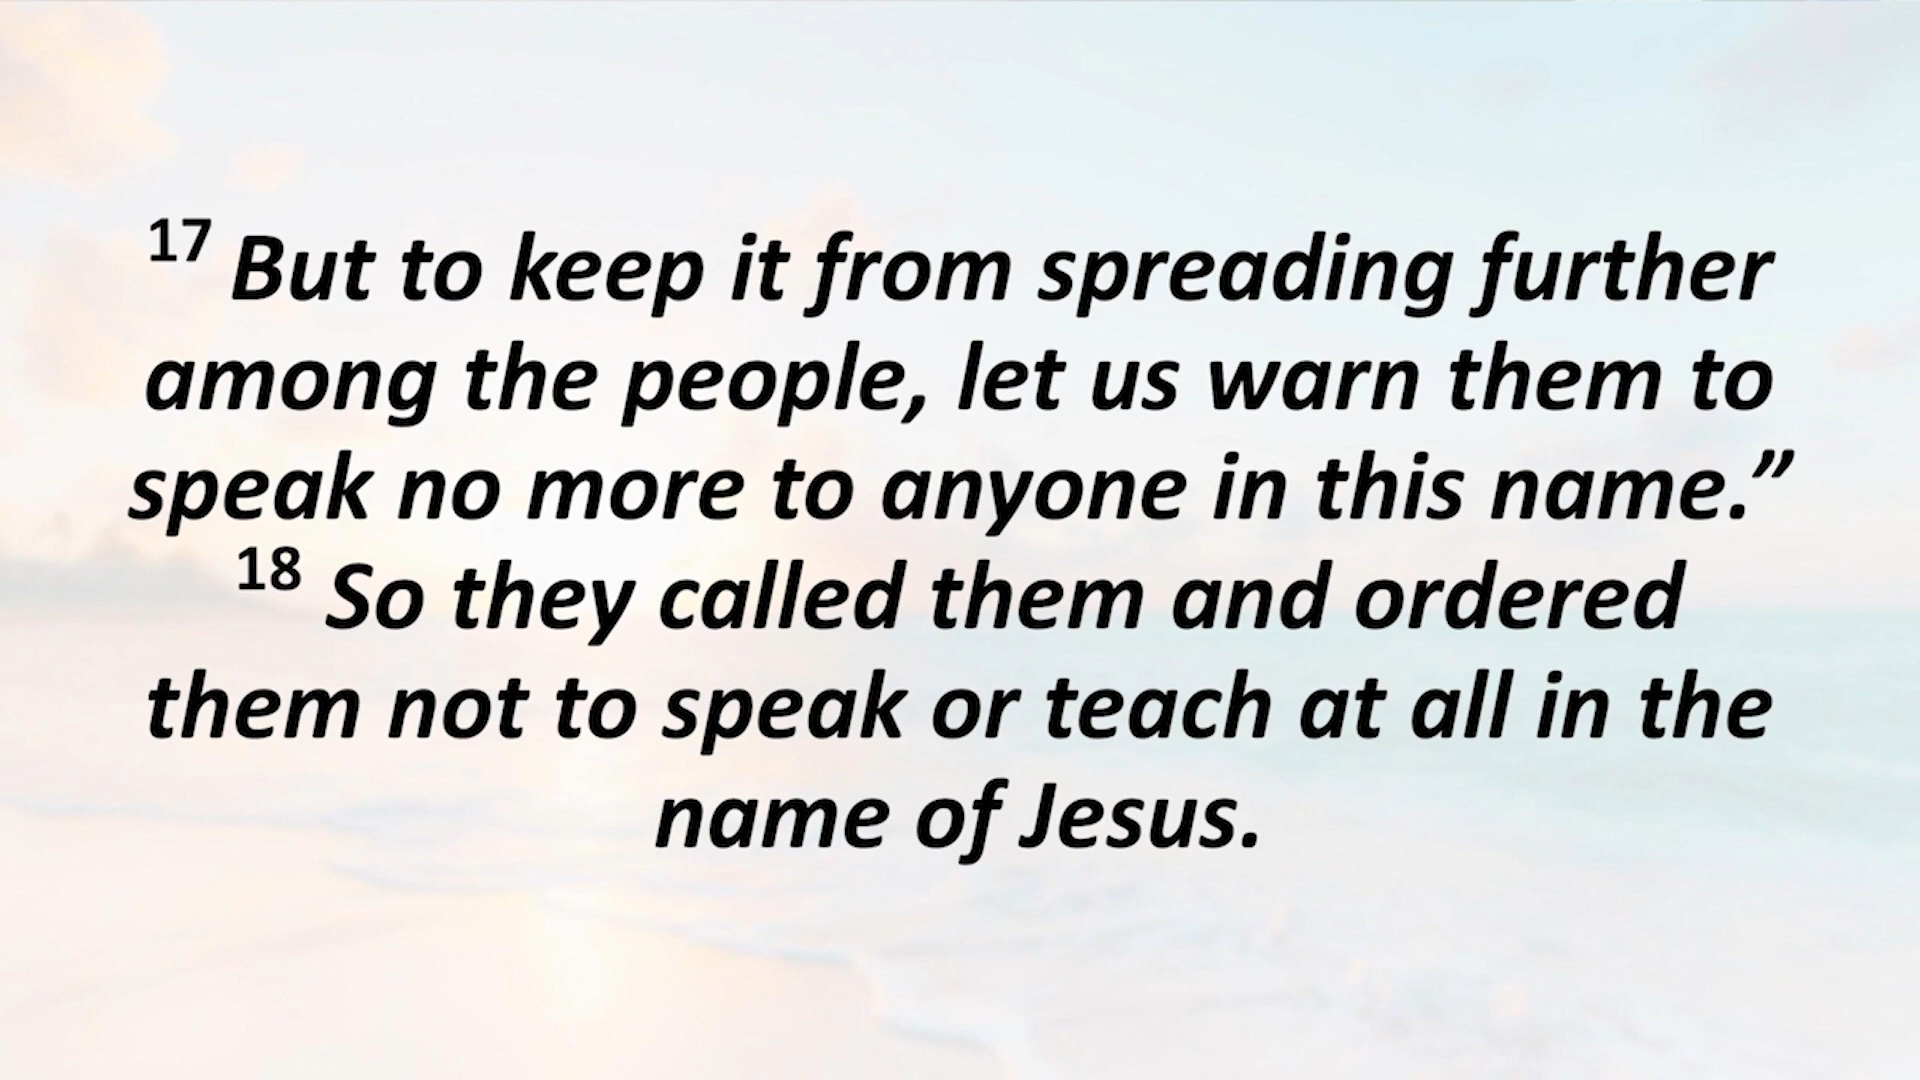 17 But to keep it from spreading further
among the people, let us warn them to
speak no more to anyone in this name.”
18 So they called them and ordered
them not to speak or teach at all in the
name of Jesus.